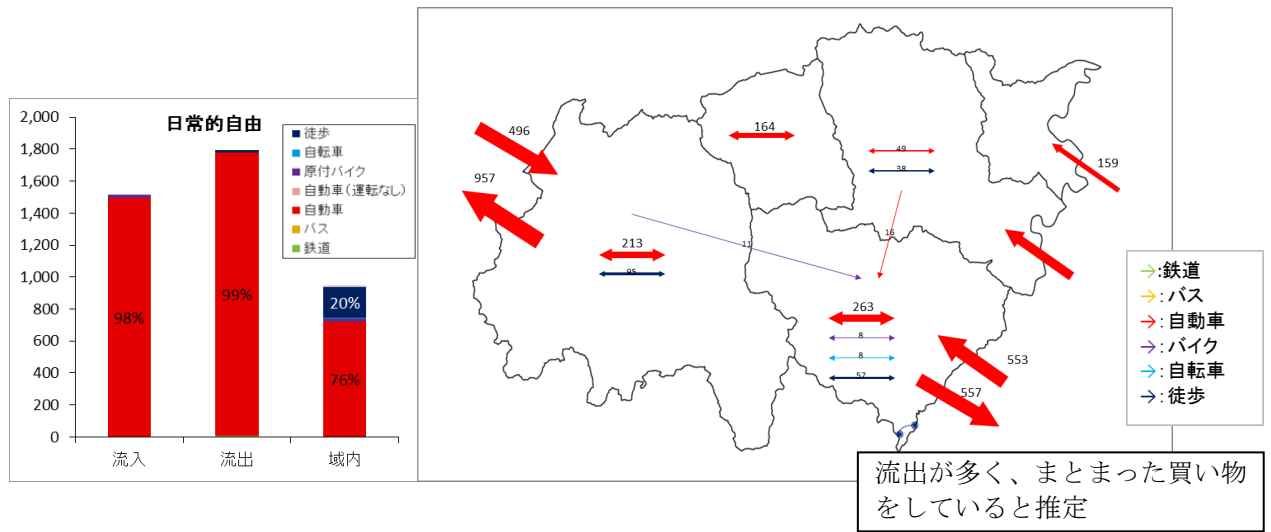 日常的自由
2,000
1,800
1,600
1,400
1,200
1,000
800
600
400
200
0
98%
99%
20%
76%
流入
流出
域内
徒歩
自転車
原付バイク
自動車(運転なし)
自動車
バス
鉄道
496
957
164
49
38
159
213
95
11
16
263
8
8
57
553
557
→:鉄道
→:バス
→:自動車
→:バイク
→:自転車
→:徒歩
流出が多く、まとまった買い物
をしていると推定